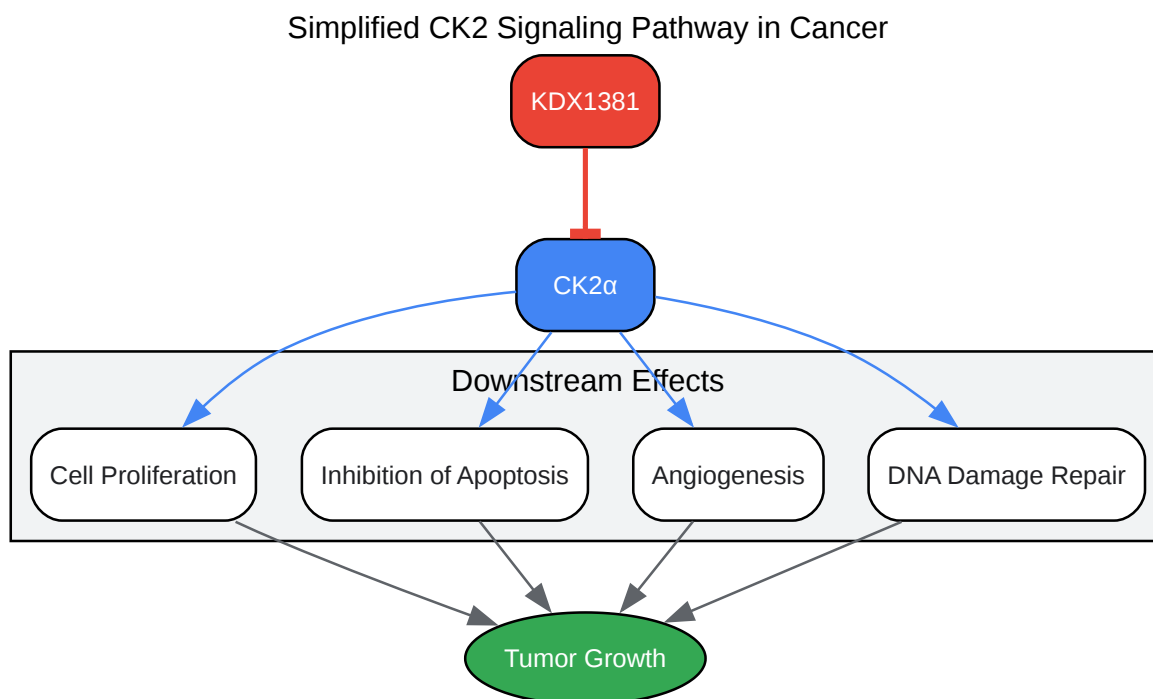 Simplified CK2 Signaling Pathway in Cancer
KDX1381
CK2α
Downstream Effects
Cell Proliferation
Inhibition of Apoptosis
Angiogenesis
DNA Damage Repair
Tumor Growth